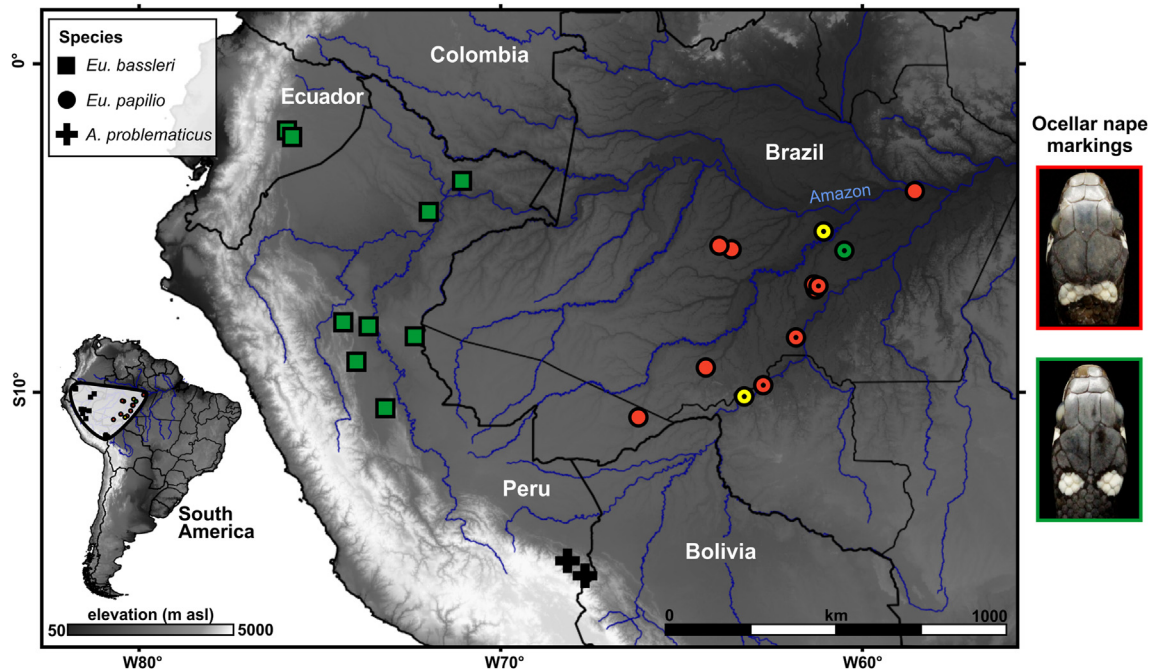 Species
Eu. bassleri
Eu. papilio
A. problematicus
Colombia
Ecuador
Brazil
Amazon
Peru
Bolivia
0°
S10°
South
America
elevation (m asl)
50
5000
0
km
1000
W80°
W70°
W60°
Ocellar nape
markings